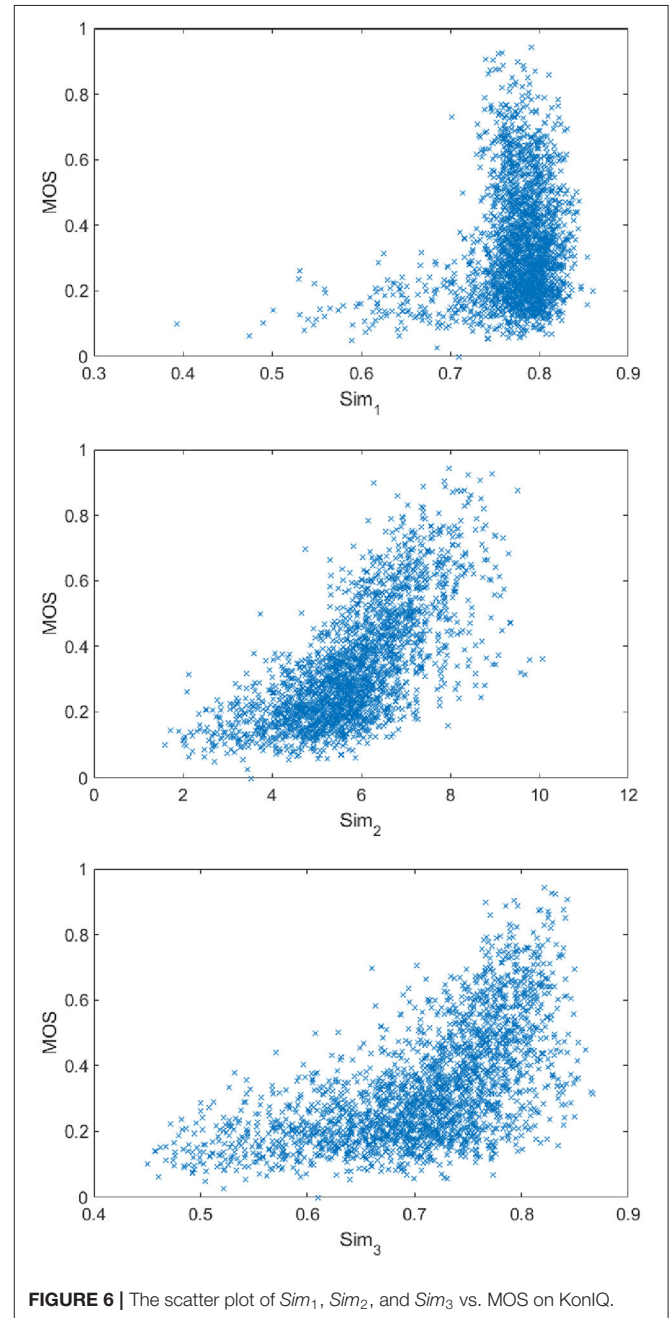 1
0.8
0.6
MOS
0.4
0.2
0
0.3 0.4 0.5 0.6 0.7 0.8 0.9
Sim1
1
0.8
0.6
MOS
0.4
0.2
0
0 2 4 6 8 10 12
Sim2
1
0.8
0.6
MOS
0.4
0.2
0
0.4 0.5 0.6 0.7 0.8 0.9
Sim3
FIGURE 6 | The scatter plot of Sim1, Sim2, and Sim3 vs. MOS on KonIQ.